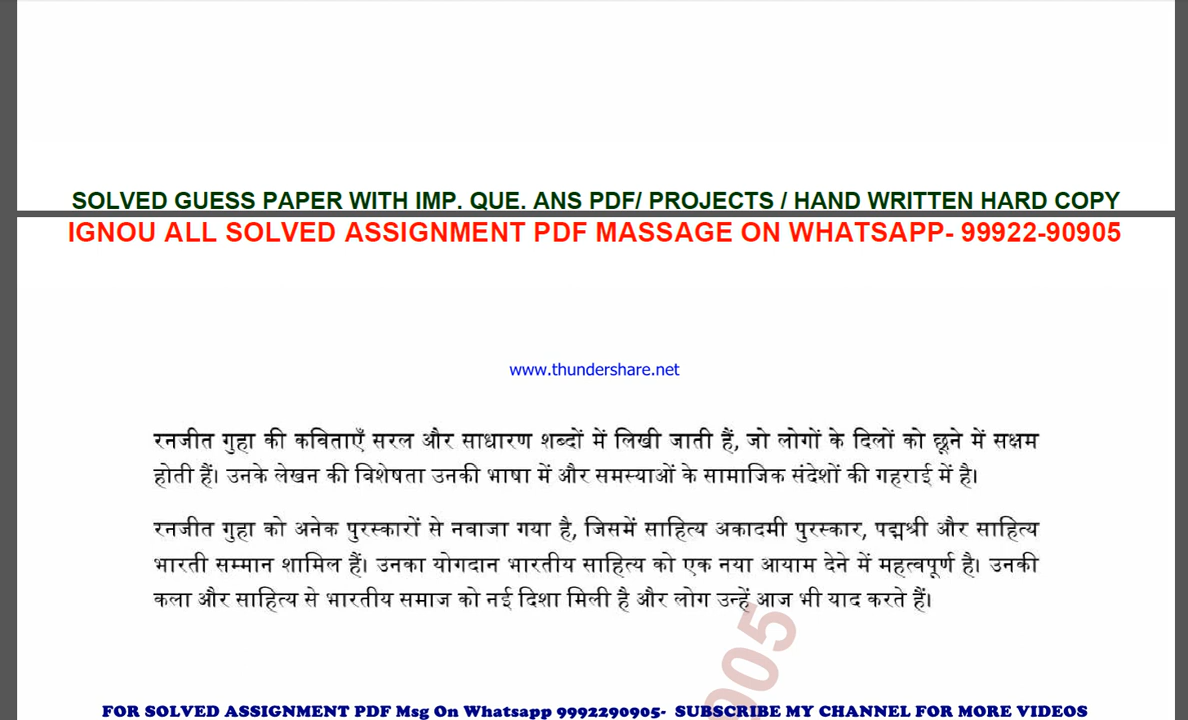 SOLVED GUESS PAPER WITH IMP. QUE. ANS PDF/ PROJECTS / HAND WRITTEN HARD COPY
IGNOU ALL SOLVED ASSIGNMENT PDF MASSAGE ON WHATSAPP- 99922-90905
www.thundershare.net
रनजीत गुहा की कविताएँ सरल और साधारण शब्दों में लिखी जाती हैं, जो लोगों के दिलों को छूने में सक्षम
होती हैं। उनके लेखन की विशेषता उनकी भाषा में और समस्याओं के सामाजिक संदेशों की गहराई में है।
रनजीत गुहा को अनेक पुरस्कारों से नवाजा गया है, जिसमें साहित्य अकादमी पुरस्कार, पद्मश्री और साहित्य
भारती सम्मान शामिल हैं। उनका योगदान भारतीय साहित्य को एक नया आयाम देने में महत्वपूर्ण है। उनकी
कला और साहित्य से भारतीय समाज को नई दिशा मिली है और लोग उन्हें आज भी याद करते हैं।
905
FOR SOLVED ASSIGNMENT PDF Msg On Whatsapp 9992290905- SUBSCRIBE MY CHANNEL FOR MORE VIDEOS